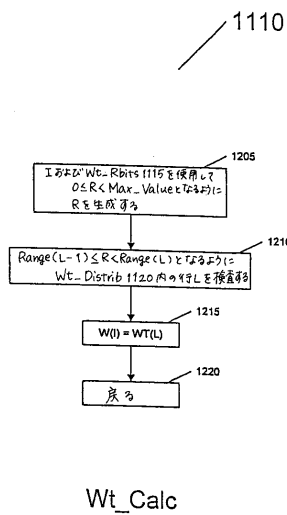 1110
1205
IおよびWt_Rbits 1115を使用して
0≤R<Max_Valueとなるように
Rを生成する
1210
Range(L-1)≤R<Range(L)となるように
Wt_Distrib 1120内の行Lを検査する
1215
W(I) = WT(L)
1220
戻る
Wt_Calc